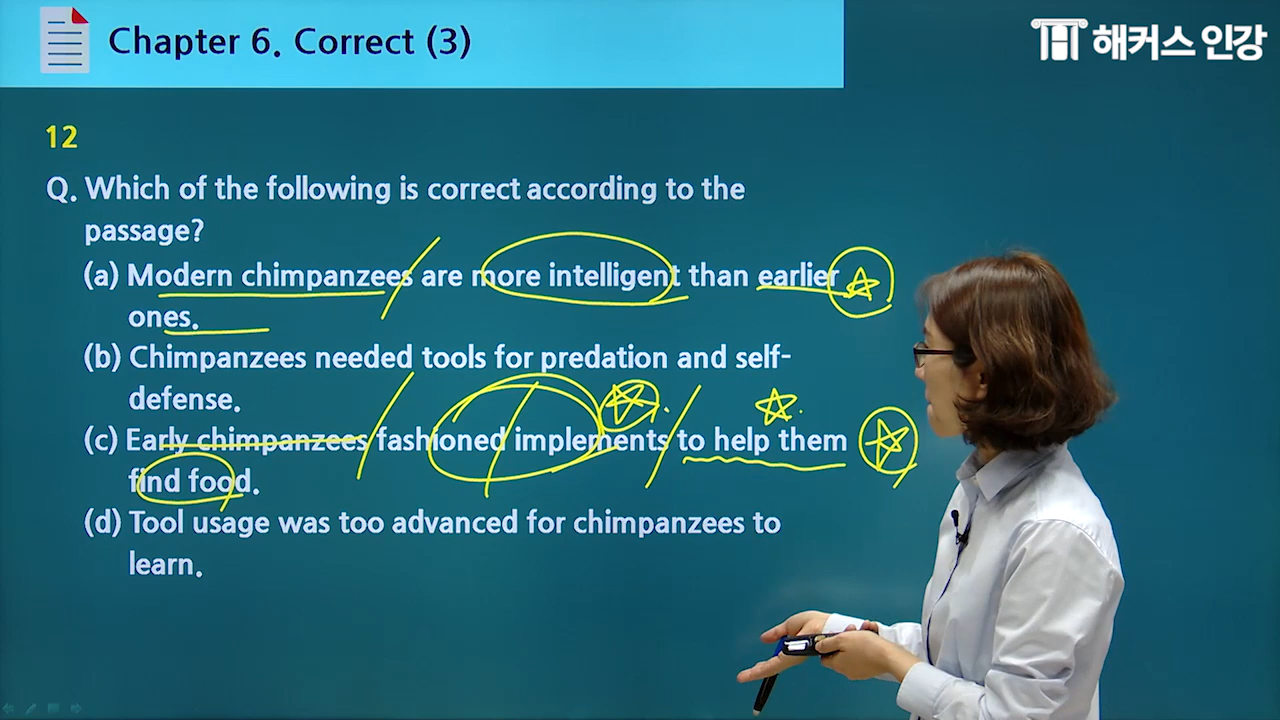 Chapter 6. Correct (3)
해커스 인강
12
Q. Which of the following is correct according to the
passage?
(a) Modern chimpanzees are more intelligent than earlier
ones.
(b) Chimpanzees needed tools for predation and self-
defense.
(c) Early chimpanzees fashioned implements to help them
find food.
(d) Tool usage was too advanced for chimpanzees to
learn.